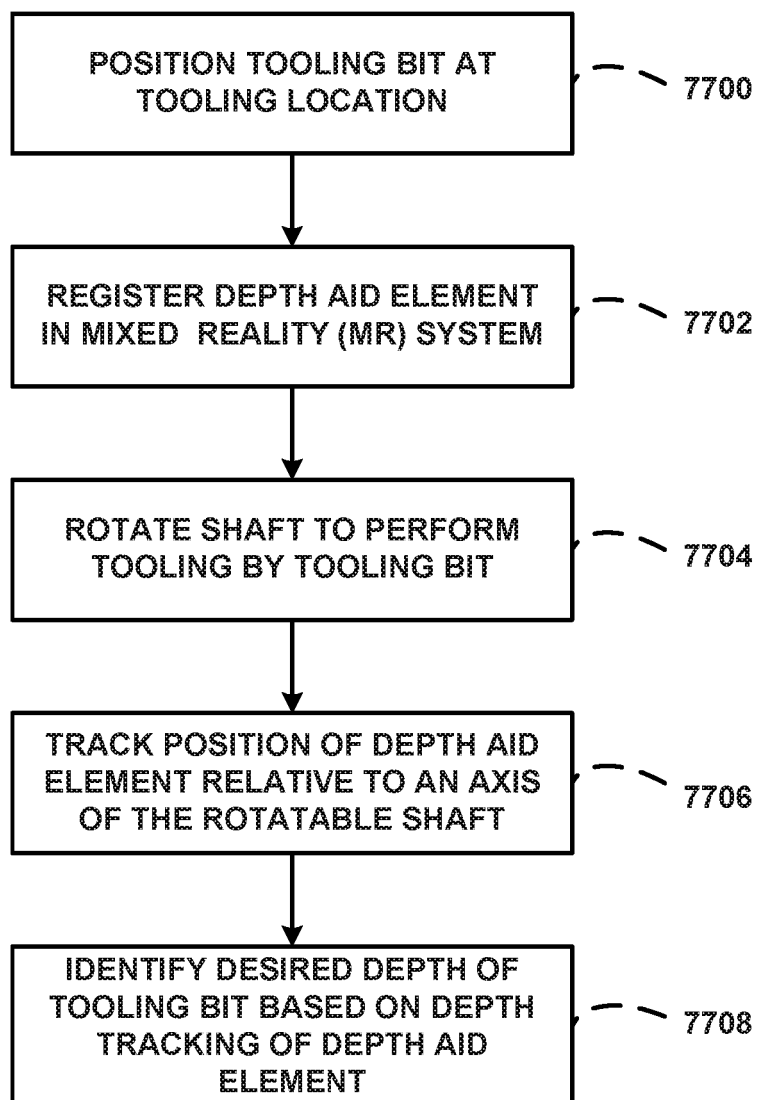 POSITION TOOLING BIT AT
TOOLING LOCATION
7700
REGISTER DEPTH AID ELEMENT
IN MIXED REALITY (MR) SYSTEM
7702
ROTATE SHAFT TO PERFORM
TOOLING BY TOOLING BIT
7704
TRACK POSITION OF DEPTH AID
ELEMENT RELATIVE TO AN AXIS
OF THE ROTATABLE SHAFT
7706
IDENTIFY DESIRED DEPTH OF
TOOLING BIT BASED ON DEPTH
TRACKING OF DEPTH AID
ELEMENT
7708